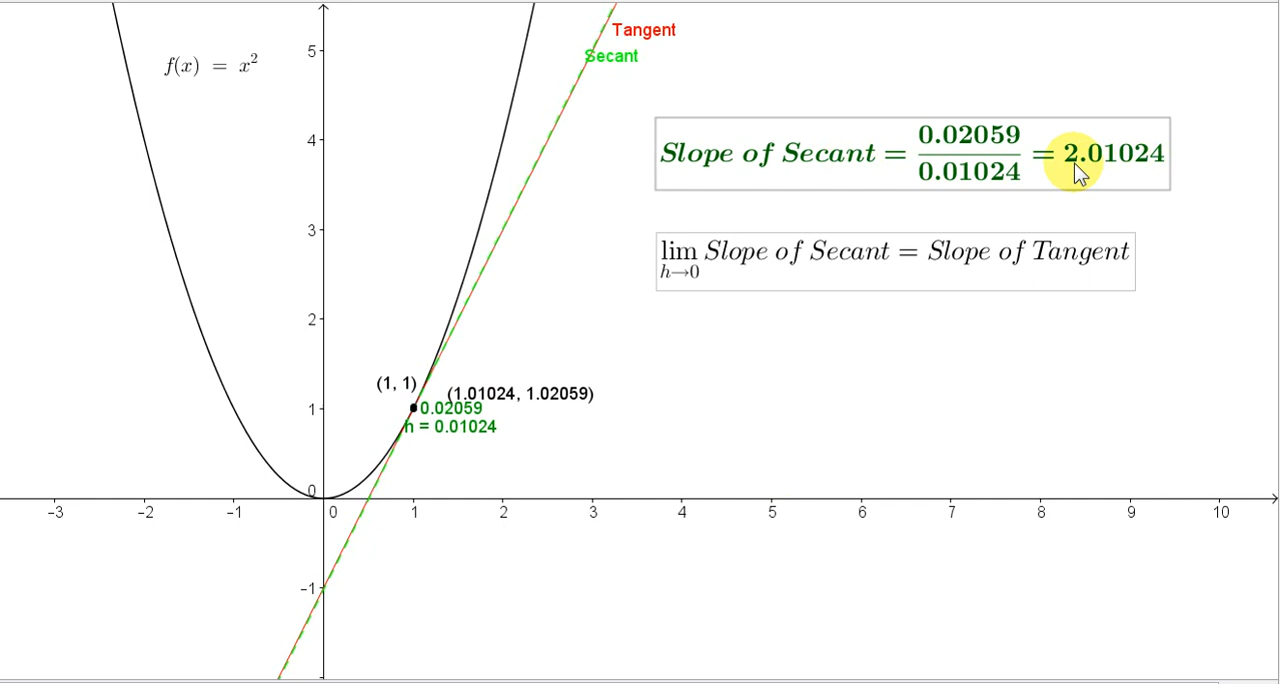 Tangent
Secant
f(x) = x²
Slope of Secant = 0.02059/0.01024 = 2.01024
lim h→0 Slope of Secant = Slope of Tangent
(1, 1)
(1.01024, 1.02059)
0.02059
h = 0.01024
5
4
3
2
1
0
-1
-3 -2 -1 0 1 2 3 4 5 6 7 8 9 10